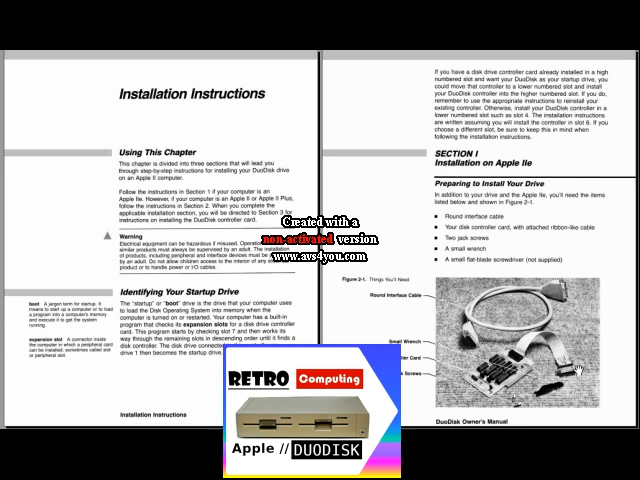 Installation Instructions
Using This Chapter
This chapter is divided into three sections that will lead you
through step-by-step instructions for installing your DuoDisk drive
on an Apple II computer.
Follow the instructions in Section 1 if your computer is an
Apple IIe. However, if your computer is an Apple II or Apple II Plus,
follow the instructions in Section 2. When you complete the
applicable installation section, you will be directed to Section 3 for
instructions on installing the DuoDisk controller card.
Warning
Electrical equipment can be hazardous if misused. Operation of
similar products must always be supervised by an adult. The
of products, including peripheral and interface devices must be
by an adult. Do not allow children access to the interior of any
product or to handle power or I/O cables.
Identifying Your Startup Drive
boot A jargon term for startup. It
means to start up a computer or to load
a program into a computer's memory
and execute it to get the system
running.
expansion slot A connector inside
the computer in which a peripheral card
can be installed; sometimes called slot
or peripheral slot.
The "startup" or "boot" drive is the drive that your computer uses
to load the Disk Operating System into memory when the
computer is turned on or restarted. Your computer has a built-in
program that checks its expansion slots for a disk drive controller
card. This program starts by checking slot 7 and then works its
way through the remaining slots in descending order until it finds a
disk controller. The disk drive
drive 1 then becomes the startup drive.
Installation Instructions
If you have a disk drive controller card already installed in a high
numbered slot and want your DuoDisk as your startup drive, you
could move that controller to a lower numbered slot and install
your DuoDisk controller into the higher numbered slot. If you do,
remember to use the appropriate instructions to reinstall your
existing controller. Otherwise, install your DuoDisk controller in a
lower numbered slot such as slot 4. The installation instructions
are written assuming you will install the controller in slot 6. If you
choose a different slot, be sure to keep this in mind when
following the installation instructions.
SECTION I
Installation on Apple IIe
Preparing to Install Your Drive
In addition to your drive and the Apple IIe, you'll need the items
listed below and shown in Figure 2-1.
■ Round interface cable
■ Your disk controller card, with attached ribbon-like cable
■ Two jack screws
■ A small wrench
■ A small flat-blade screwdriver (not supplied)
Figure 2-1. Things You'll Need
Round Interface Cable
Small Wrench
Card
Screws
DuoDisk Owner's Manual
Created with a
non-activated version
www.avs4you.com
RETRO Computing
Apple // DUODISK